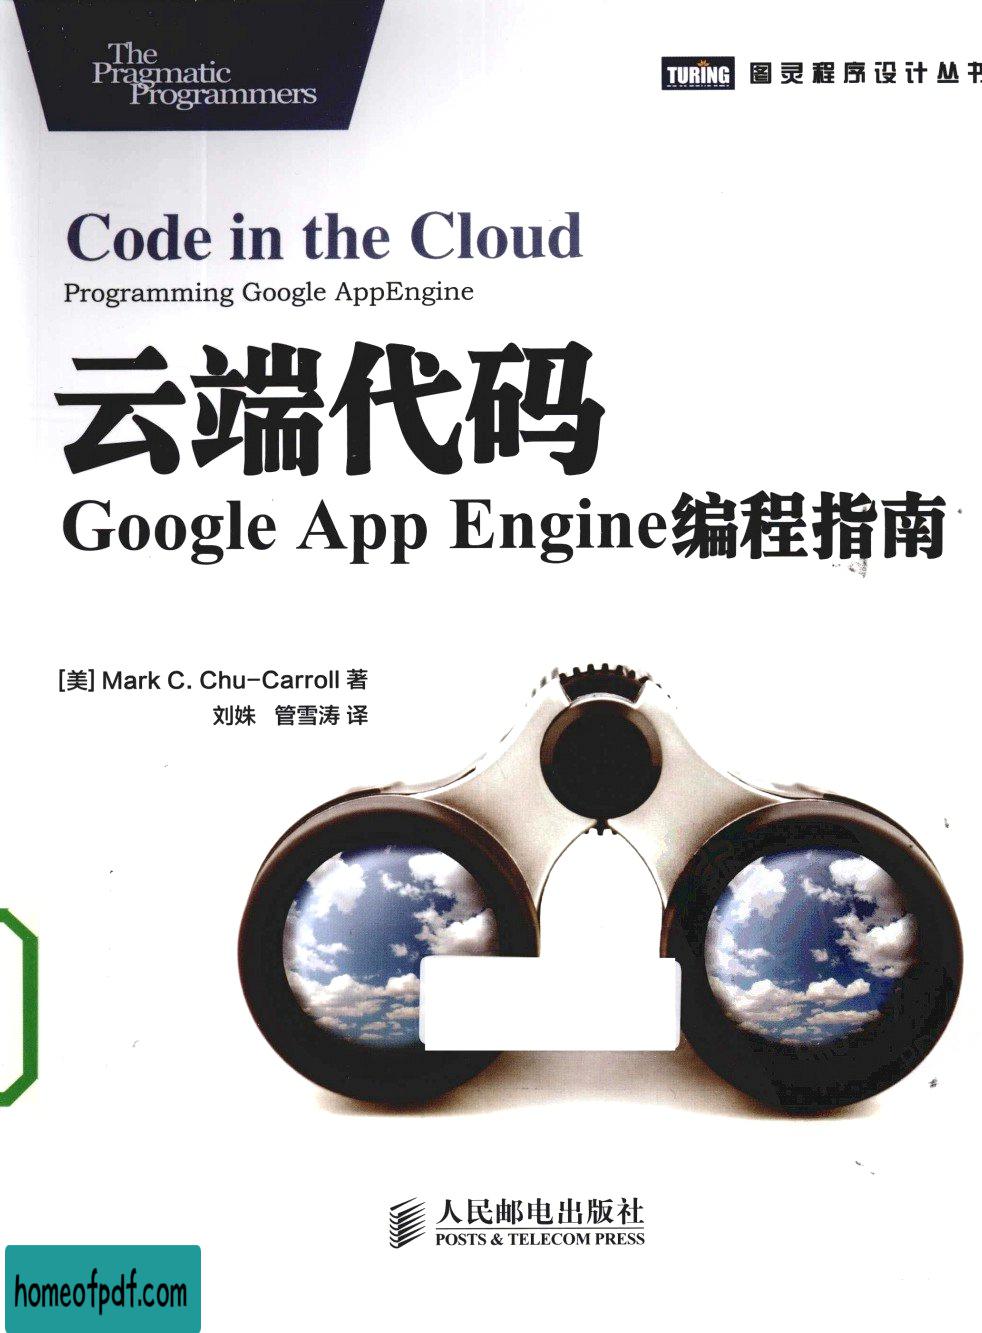 The
Pragmatic
Programmers
TURING 图灵程序设计丛书
Code in the Cloud
Programming Google AppEngine
云端代码
Google App Engine编程指南
[美] Mark C. Chu-Carroll 著
刘姝 管雪涛 译
人民邮电出版社
POSTS & TELECOM PRESS
homeofpdf.com